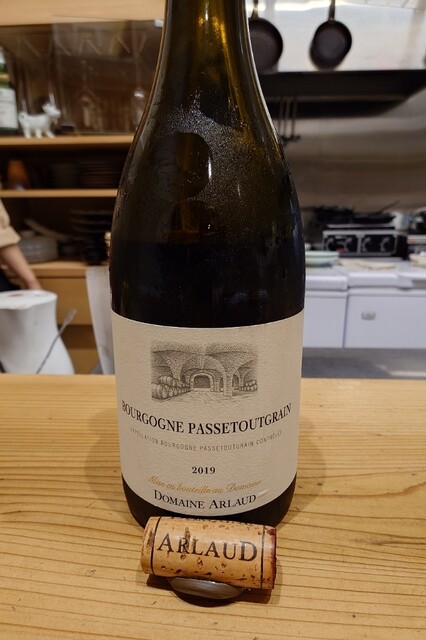 BOURGOGNE PASSETOUTGRAIN
APPELLATION BOURGOGNE PASSETOUTGRAIN CONTRÔLÉE
2019
Mise en bouteille au Domaine
DOMAINE ARLAUD
ARLAUD